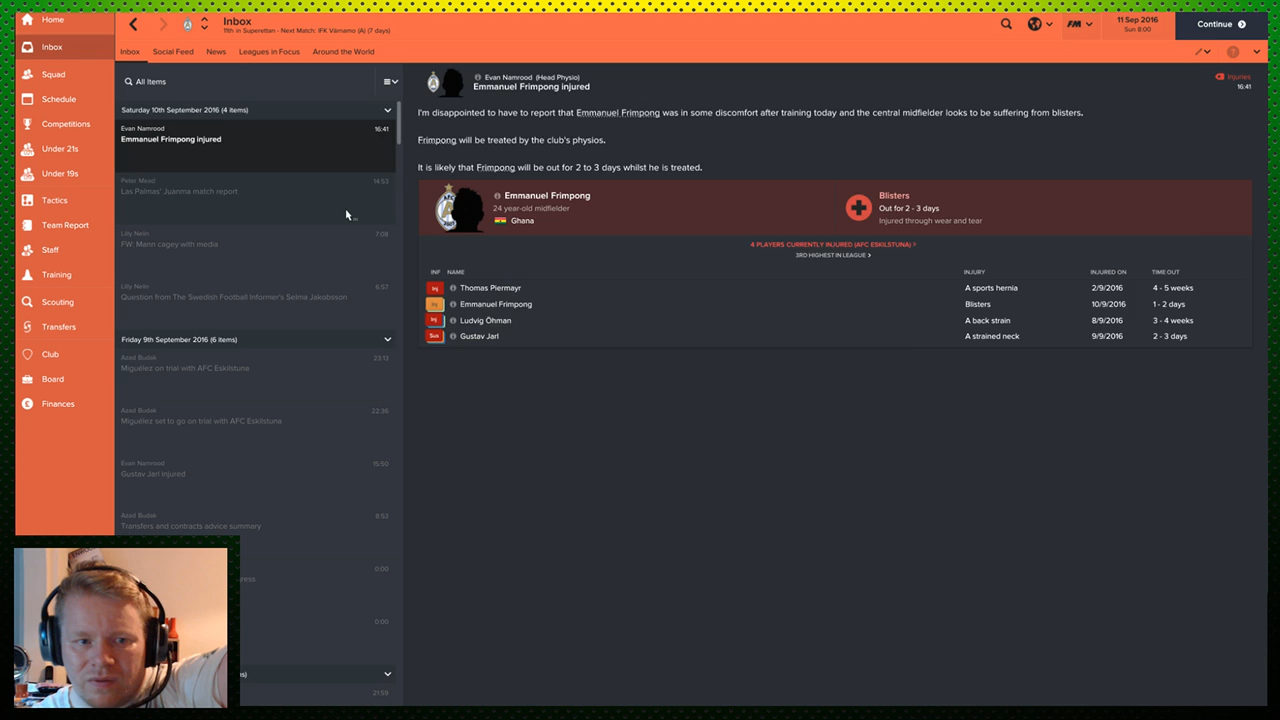 Home
Inbox
Squad
Schedule
Competitions
Under 21s
Under 19s
Tactics
Team Report
Staff
Training
Scouting
Transfers
Club
Board
Finances
Inbox
11th in Superettan - Next Match: IFK Värnamo (A) (7 days)
FM
11 Sep 2016
Sun 8:00
Continue
Inbox Social Feed News Leagues in Focus Around the World
All Items
Saturday 10th September 2016 (4 items)
Evan Namrood 16:41
Emmanuel Frimpong injured
Peter Mead 14:53
Las Palmas' Juanma match report
Lilly Nelin 7:08
FW: Mann cagey with media
Lilly Nelin 6:57
Question from The Swedish Football Informer's Selma Jakobsson
Friday 9th September 2016 (6 items)
Azad Budak 23:13
Miguélez on trial with AFC Eskilstuna
Azad Budak 22:36
Miguélez set to go on trial with AFC Eskilstuna
Evan Namrood 15:50
Gustav Jarl injured
Azad Budak 8:53
Transfers and contracts advice summary
0:00
0:00
21:59
Evan Namrood (Head Physio)
Emmanuel Frimpong injured
Injuries
16:41
I'm disappointed to have to report that Emmanuel Frimpong was in some discomfort after training today and the central midfielder looks to be suffering from blisters.
Frimpong will be treated by the club's physios.
It is likely that Frimpong will be out for 2 to 3 days whilst he is treated.
AFC
Emmanuel Frimpong
24 year-old midfielder
Ghana
Blisters
Out for 2 - 3 days
Injured through wear and tear
4 PLAYERS CURRENTLY INJURED (AFC ESKILSTUNA) >
3RD HIGHEST IN LEAGUE >
INF NAME INJURY INJURED ON TIME OUT
Inj Thomas Piermayr A sports hernia 2/9/2016 4 - 5 weeks
Inj Emmanuel Frimpong Blisters 10/9/2016 1 - 2 days
Inj Ludvig Öhman A back strain 8/9/2016 3 - 4 weeks
Sus Gustav Jarl A strained neck 9/9/2016 2 - 3 days